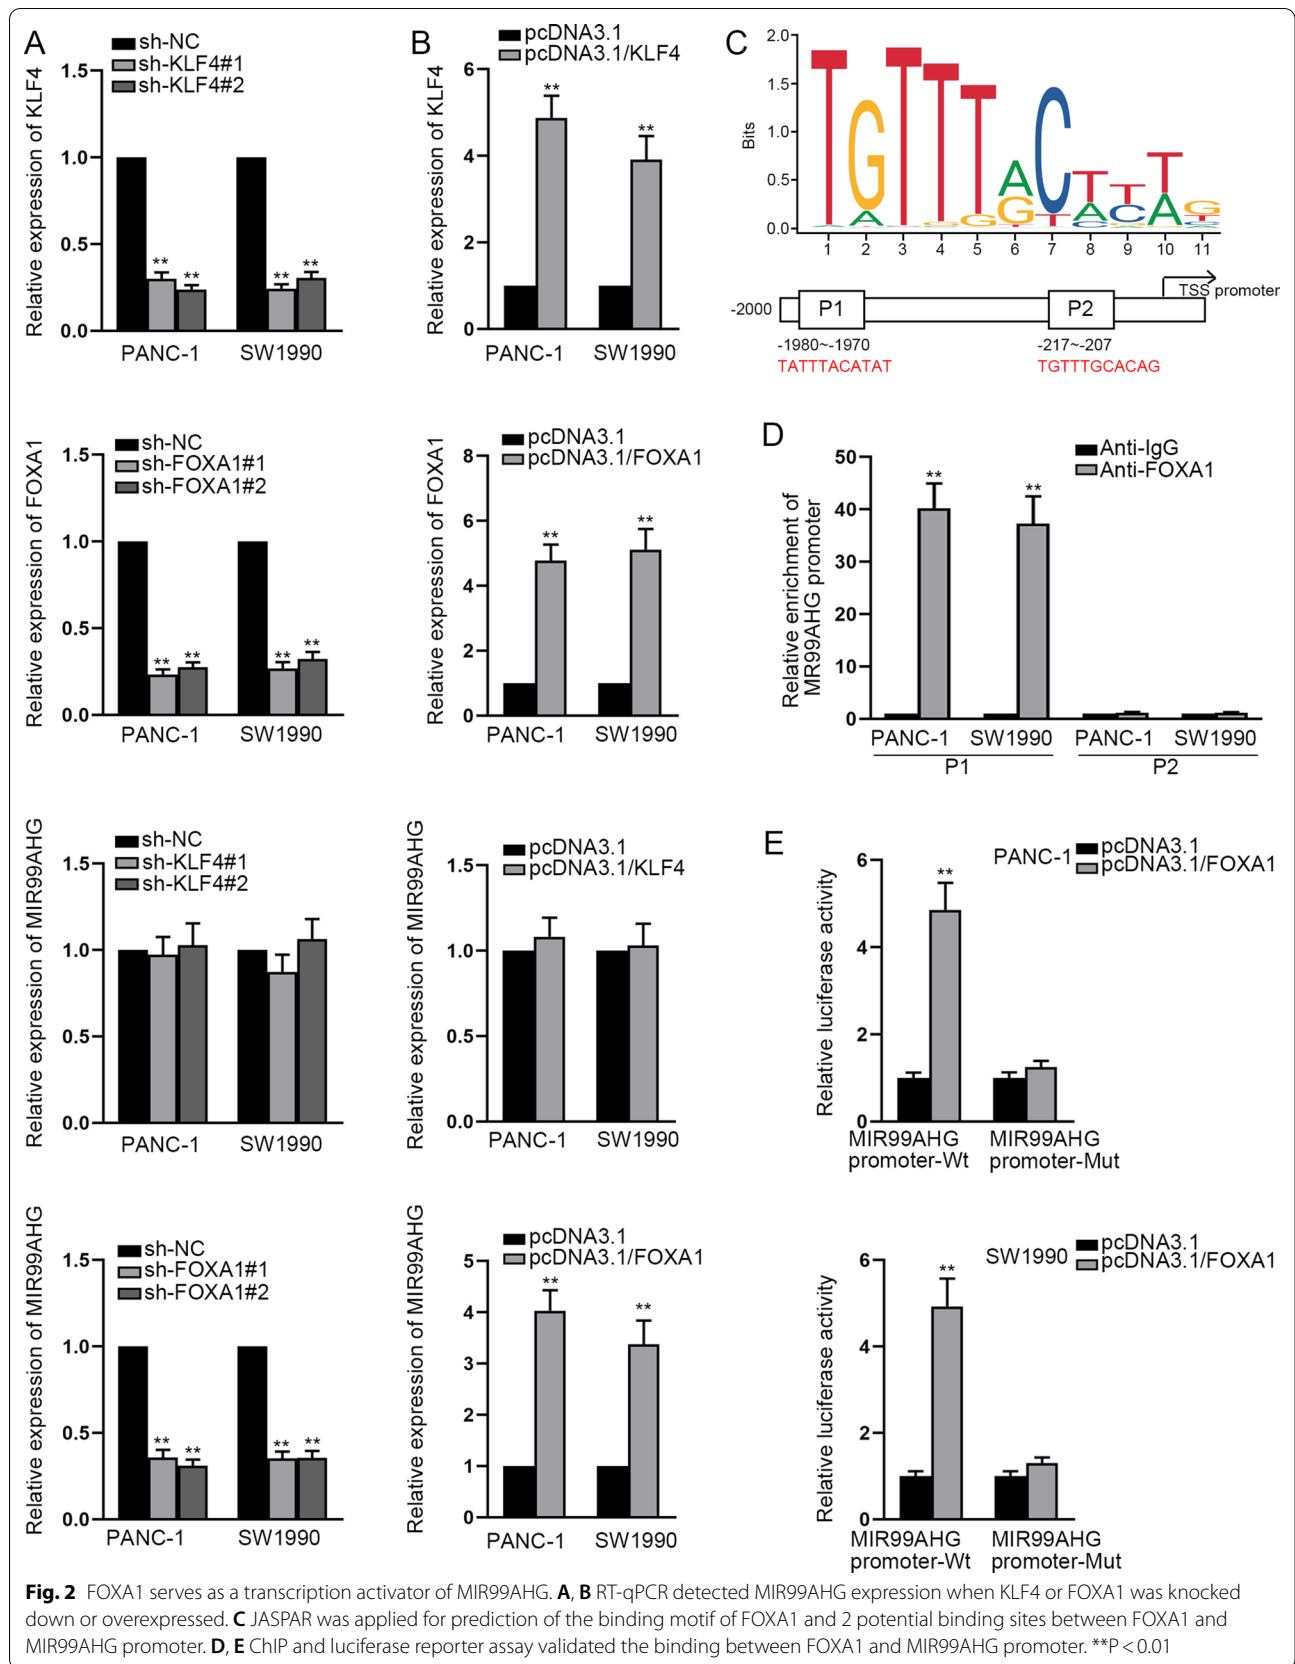 A
sh-NC
sh-KLF4#1
sh-KLF4#2
Relative expression of KLF4
1.5
1.0
0.5
0.0
** ** ** **
PANC-1 SW1990
B
pcDNA3.1
pcDNA3.1/KLF4
Relative expression of KLF4
6
4
2
0
** **
PANC-1 SW1990
C
Bits
2.0
1.5
1.0
0.5
0.0
TGTTTACTTTG
AGTACAT
1 2 3 4 5 6 7 8 9 10 11
TSS promoter
-2000 P1 P2
-1980~-1970 -217~-207
TATTTACATAT TGTTTGCACAG
sh-NC
sh-FOXA1#1
sh-FOXA1#2
Relative expression of FOXA1
1.5
1.0
0.5
0.0
** ** ** **
PANC-1 SW1990
pcDNA3.1
pcDNA3.1/FOXA1
Relative expression of FOXA1
8
6
4
2
0
** **
PANC-1 SW1990
D
Anti-IgG
Anti-FOXA1
Relative enrichment of
MR99AHG promoter
50
40
30
20
10
0
** **
PANC-1 SW1990 PANC-1 SW1990
P1 P2
sh-NC
sh-KLF4#1
sh-KLF4#2
Relative expression of MIR99AHG
1.5
1.0
0.5
0.0
PANC-1 SW1990
pcDNA3.1
pcDNA3.1/KLF4
Relative expression of MIR99AHG
1.5
1.0
0.5
0.0
PANC-1 SW1990
E
PANC-1
pcDNA3.1
pcDNA3.1/FOXA1
Relative luciferase activity
6
4
2
0
**
MIR99AHG MIR99AHG
promoter-Wt promoter-Mut
sh-NC
sh-FOXA1#1
sh-FOXA1#2
Relative expression of MIR99AHG
1.5
1.0
0.5
0.0
** ** ** **
PANC-1 SW1990
pcDNA3.1
pcDNA3.1/FOXA1
Relative expression of MIR99AHG
5
4
3
2
1
0
** **
PANC-1 SW1990
SW1990
pcDNA3.1
pcDNA3.1/FOXA1
Relative luciferase activity
6
4
2
0
**
MIR99AHG MIR99AHG
promoter-Wt promoter-Mut
Fig. 2 FOXA1 serves as a transcription activator of MIR99AHG. A, B RT-qPCR detected MIR99AHG expression when KLF4 or FOXA1 was knocked
down or overexpressed. C JASPAR was applied for prediction of the binding motif of FOXA1 and 2 potential binding sites between FOXA1 and
MIR99AHG promoter. D, E ChIP and luciferase reporter assay validated the binding between FOXA1 and MIR99AHG promoter. **P < 0.01